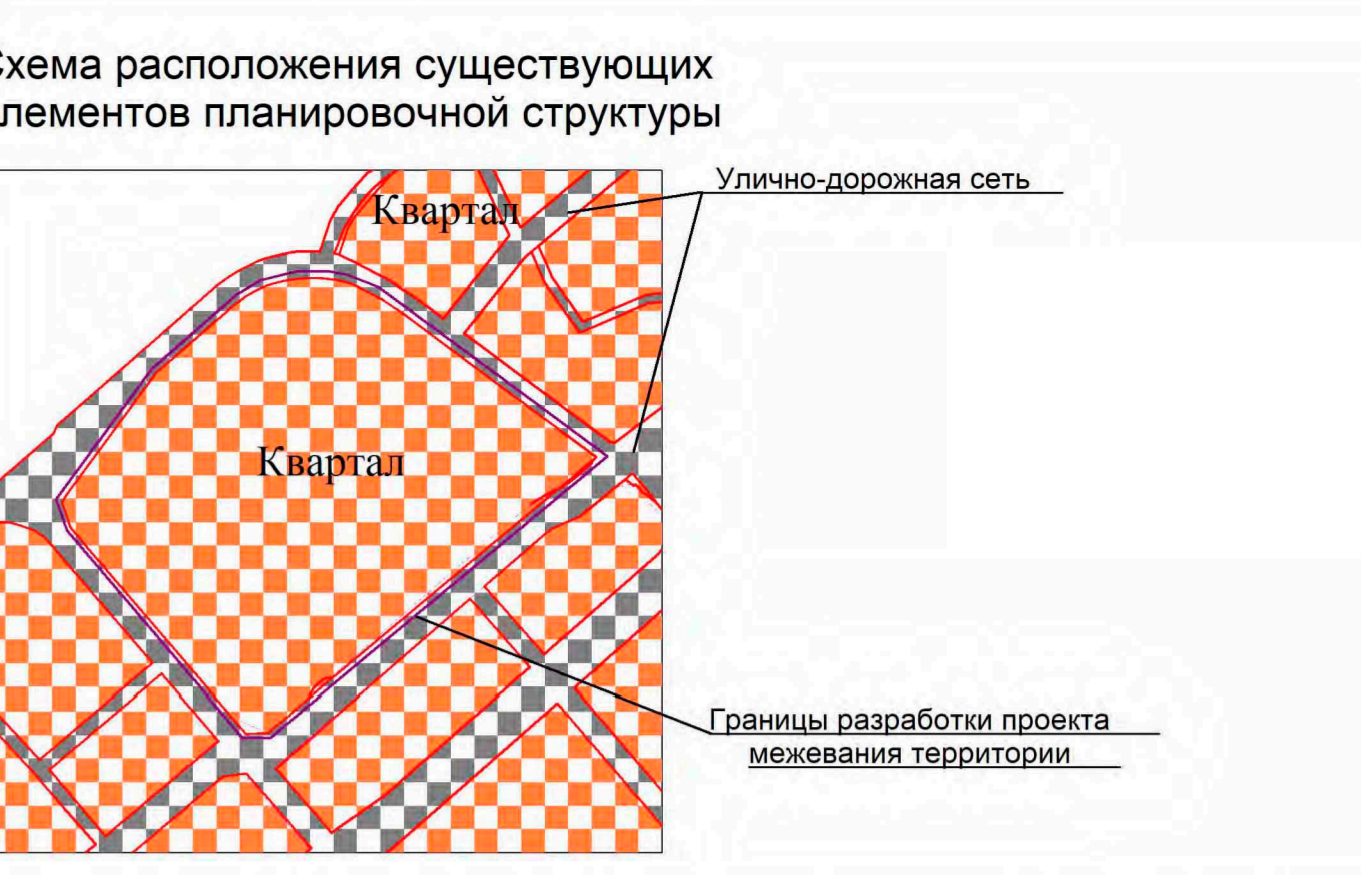 Схема расположения существующих
лементов планировочной структуры
Улично-дорожная сеть
Квартал
Квартал
Границы разработки проекта
межевания территории